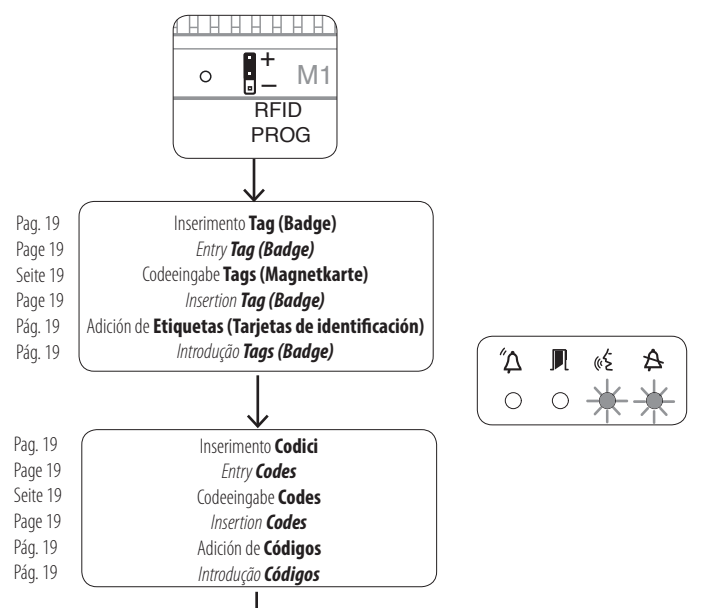 +
− M1
RFID
PROG
Pag. 19 Inserimento Tag (Badge)
Page 19 Entry Tag (Badge)
Seite 19 Codeeingabe Tags (Magnetkarte)
Page 19 Insertion Tag (Badge)
Pág. 19 Adición de Etiquetas (Tarjetas de identificación)
Pág. 19 Introdução Tags (Badge)
Pag. 19 Inserimento Codici
Page 19 Entry Codes
Seite 19 Codeeingabe Codes
Page 19 Insertion Codes
Pág. 19 Adición de Códigos
Pág. 19 Introdução Códigos